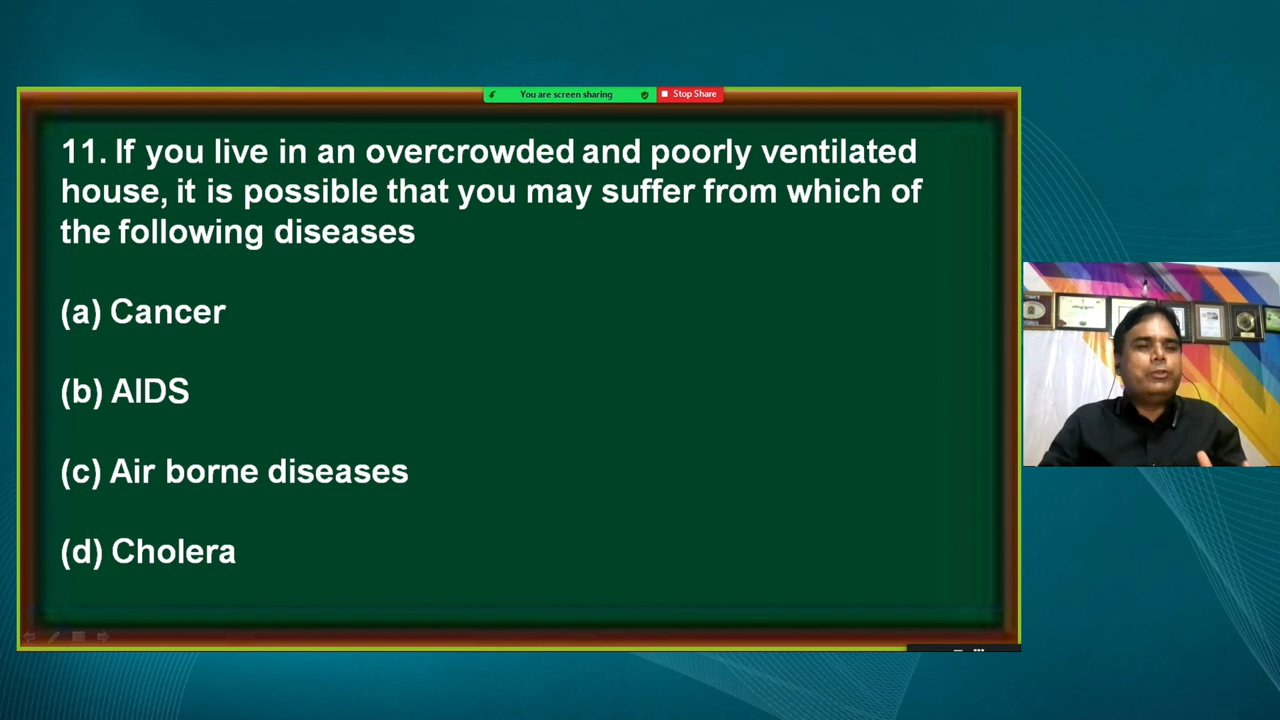 You are screen sharing
Stop Share
11. If you live in an overcrowded and poorly ventilated
house, it is possible that you may suffer from which of
the following diseases
(a) Cancer
(b) AIDS
(c) Air borne diseases
(d) Cholera